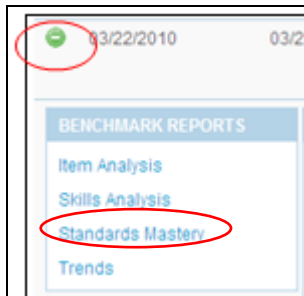 03/22/2010 03/2
BENCHMARK REPORTS
Item Analysis
Skills Analysis
Standards Mastery
Trends